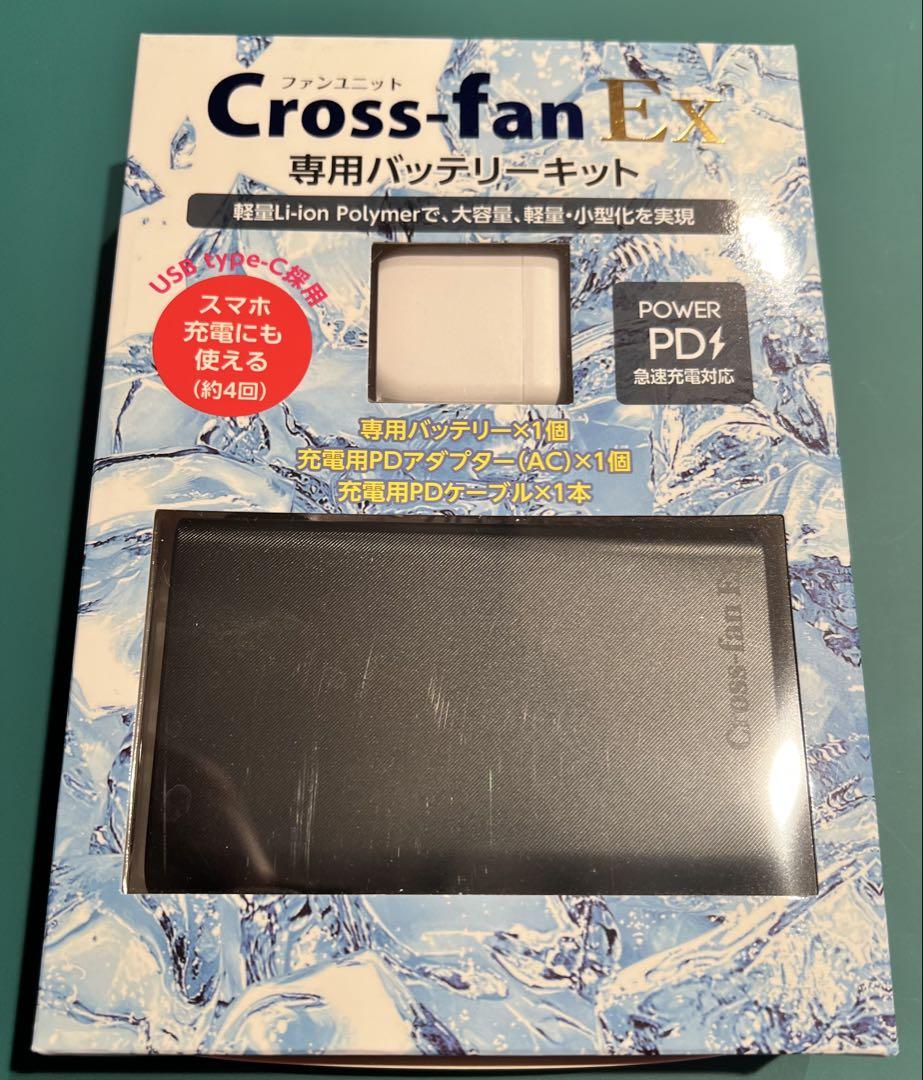 ファンユニット
Cross-fan Ex
専用バッテリーキット
軽量Li-ion Polymerで、大容量、軽量・小型化を実現
USB type-C採用
スマホ
充電にも
使える
(約4回)
POWER
PD
急速充電対応
専用バッテリー×1個
充電用PDアダプター(AC)×1個
充電用PDケーブル×1本
Cross-fan